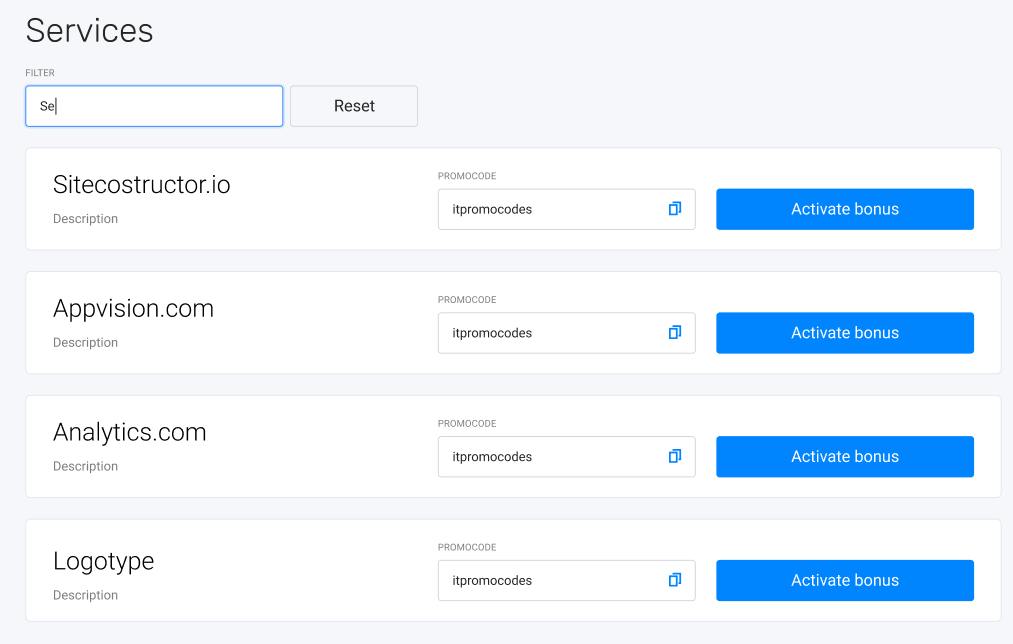 Services
FILTER
Se
Reset
Sitecostructor.io
Description
PROMOCODE
itpromocodes
Activate bonus
Appvision.com
Description
PROMOCODE
itpromocodes
Activate bonus
Analytics.com
Description
PROMOCODE
itpromocodes
Activate bonus
Logotype
Description
PROMOCODE
itpromocodes
Activate bonus